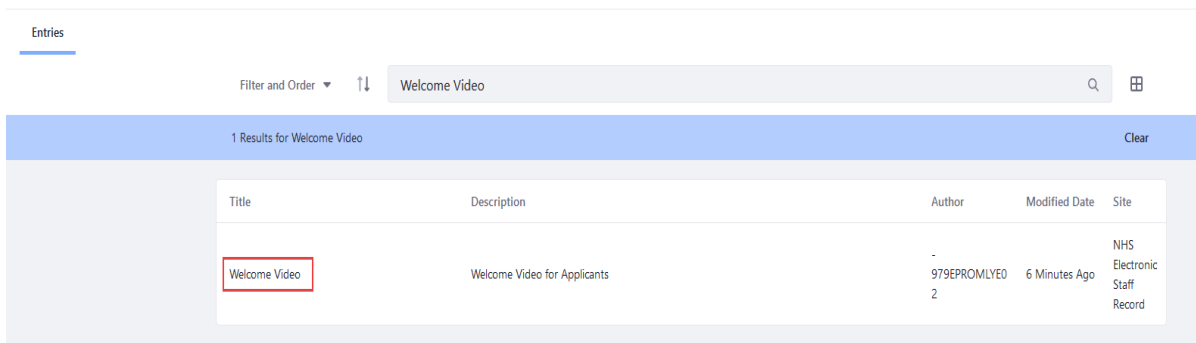 Entries
Filter and Order
Welcome Video
1 Results for Welcome Video
Clear
Title Description Author Modified Date Site
Welcome Video
Welcome Video for Applicants
-
979EPROMLYE0
2
6 Minutes Ago
NHS
Electronic
Staff
Record